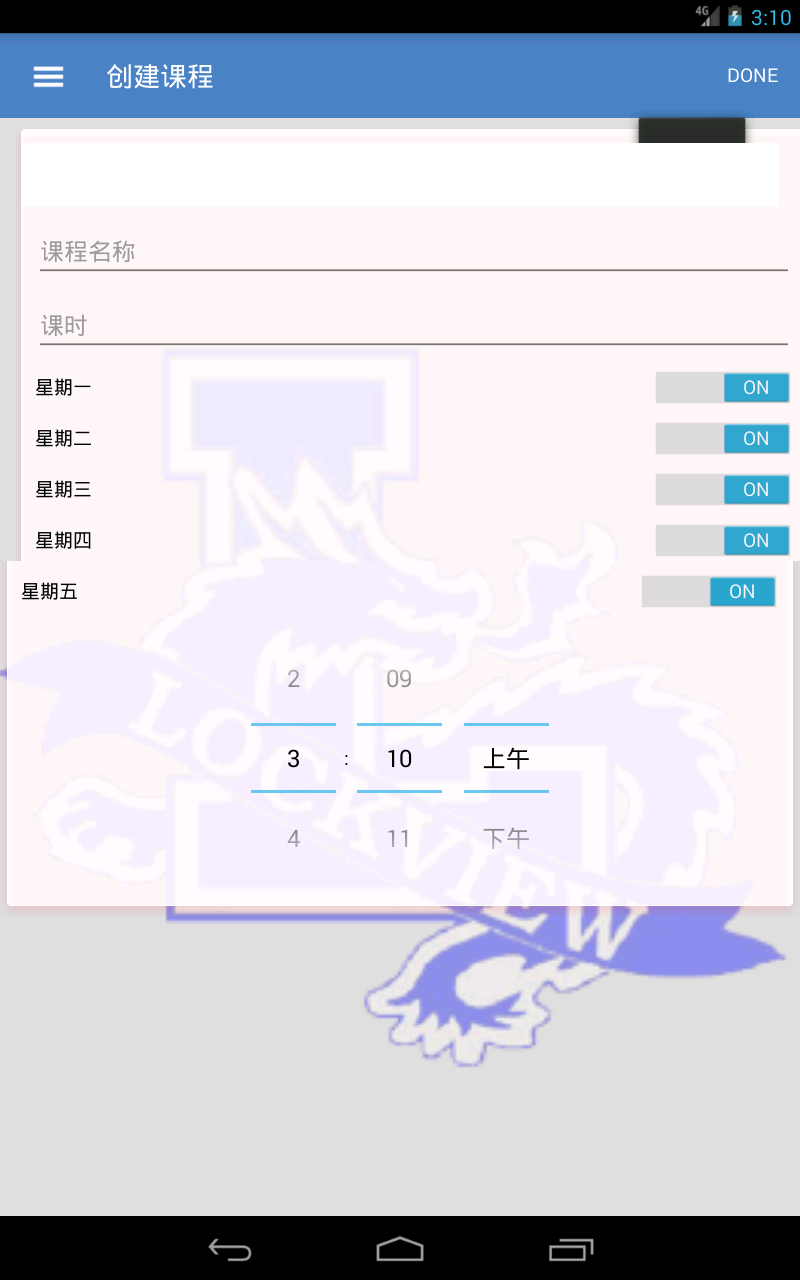 4G 3:10
创建课程 DONE
课程名称
课时
星期一 ON
星期二 ON
星期三 ON
星期四 ON
星期五 ON
2 09
3 : 10 上午
4 11 下午
LOCKVIEW